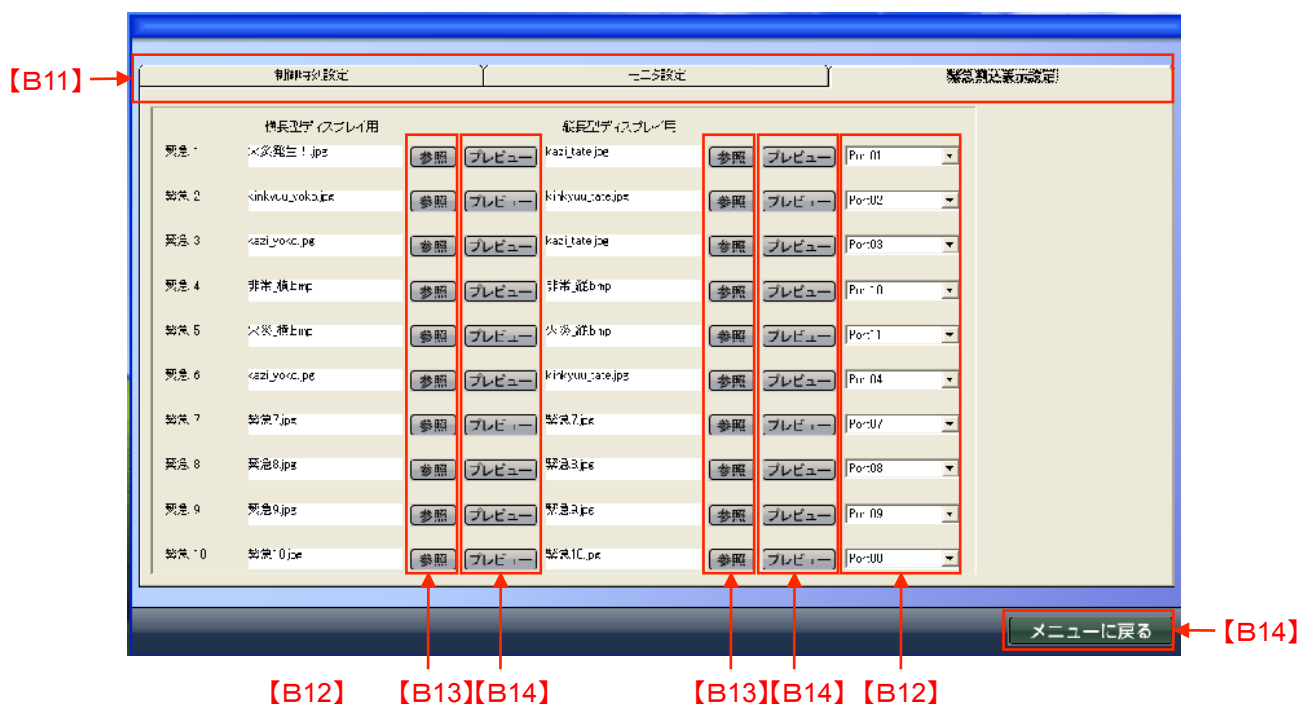 【B11】
制御時刻設定 モニタ設定 緊急割込表示設定
横長型ディスプレイ用 縦長型ディスプレイ用
緊急 1 火災発生！.jpg 参照 プレビュー kazi_tate.jpg 参照 プレビュー Port01
緊急 2 kinkyuu_yoko.jpg 参照 プレビュー kinkyuu_tate.jpg 参照 プレビュー Port02
緊急 3 kazi_yoko.jpg 参照 プレビュー kazi_tate.jpg 参照 プレビュー Port03
緊急 4 非常_横.bmp 参照 プレビュー 非常_縦.bmp 参照 プレビュー Port10
緊急 5 火災_横.bmp 参照 プレビュー 火災_縦.bmp 参照 プレビュー Port11
緊急 6 kazi_yoko.jpg 参照 プレビュー kinkyuu_tate.jpg 参照 プレビュー Port04
緊急 7 緊急7.jpg 参照 プレビュー 緊急7.jpg 参照 プレビュー Port07
緊急 8 緊急8.jpg 参照 プレビュー 緊急8.jpg 参照 プレビュー Port08
緊急 9 緊急9.jpg 参照 プレビュー 緊急9.jpg 参照 プレビュー Port09
緊急 10 緊急10.jpg 参照 プレビュー 緊急10.jpg 参照 プレビュー Port00
メニューに戻る 【B14】
【B12】 【B13】【B14】 【B13】【B14】 【B12】